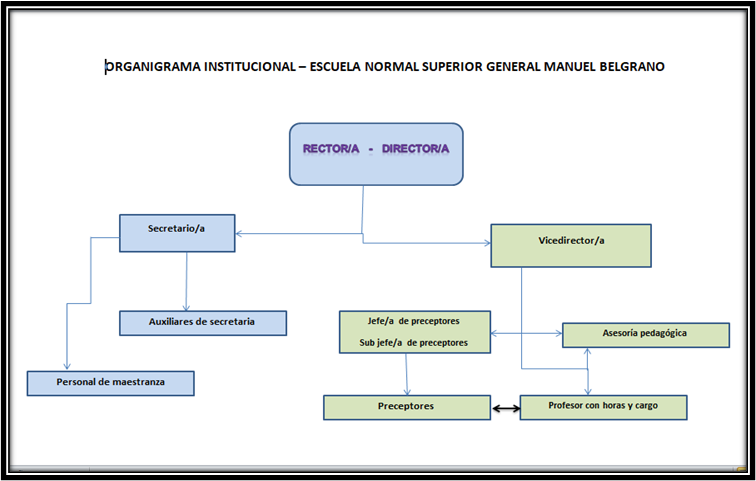 ORGANIGRAMA INSTITUCIONAL – ESCUELA NORMAL SUPERIOR GENERAL MANUEL BELGRANO
RECTOR/A - DIRECTOR/A
Secretario/a
Vicedirector/a
Auxiliares de secretaria
Jefe/a de preceptores
Sub jefe/a de preceptores
Asesoría pedagógica
Personal de maestranza
Preceptores
Profesor con horas y cargo